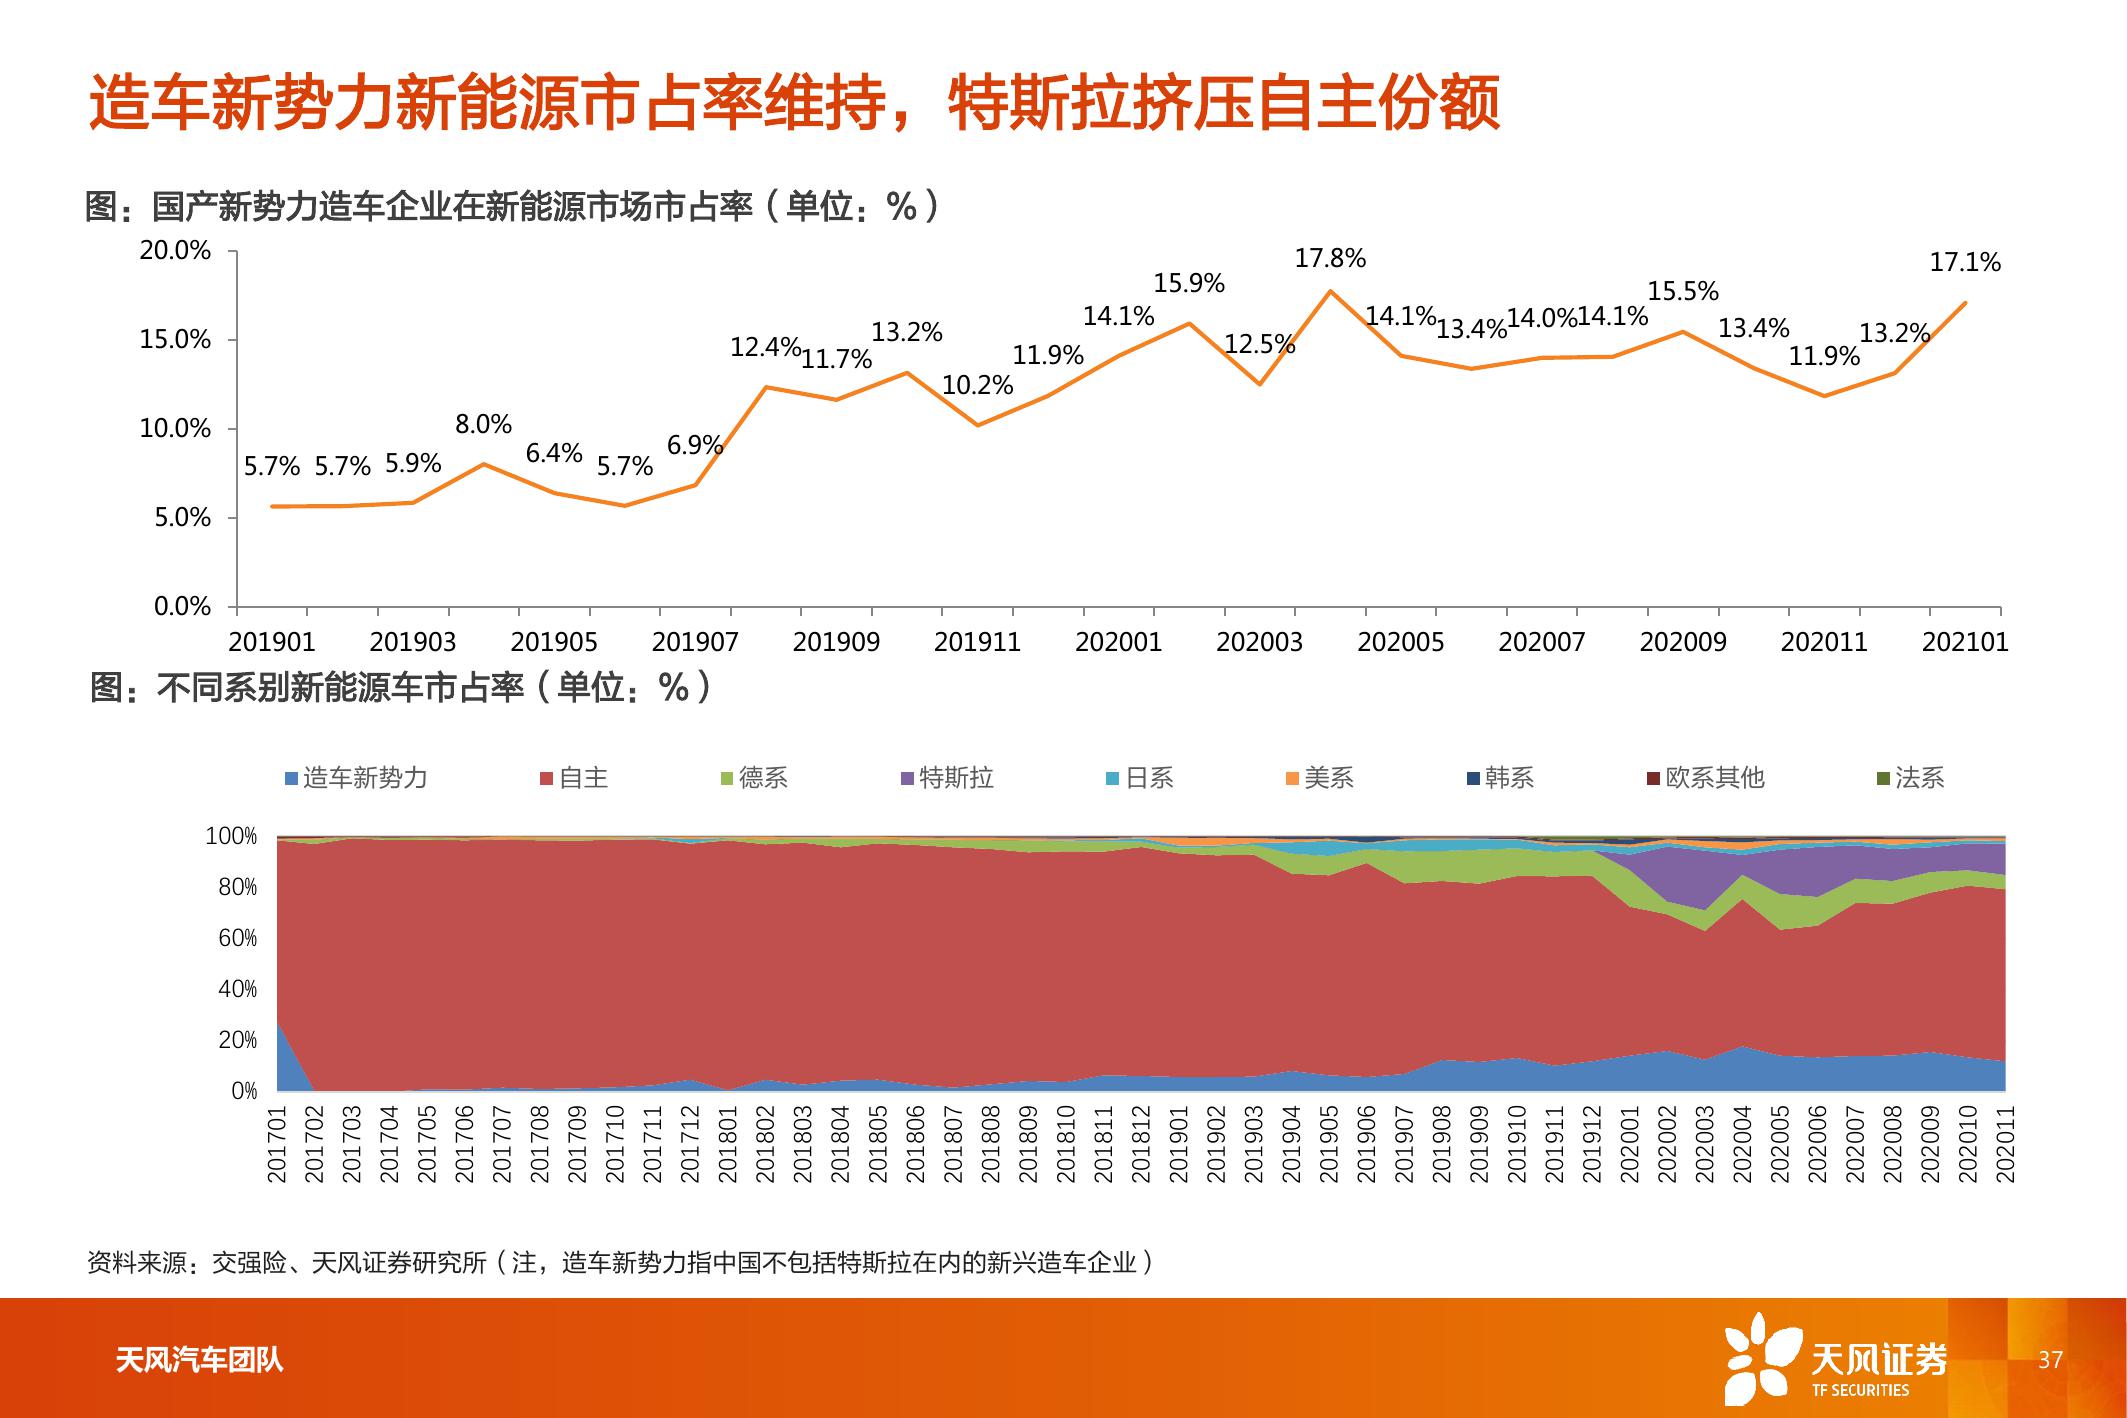 造车新势力新能源市占率维持，特斯拉挤压自主份额
图：国产新势力造车企业在新能源市场市占率（单位：%）
20.0%
15.0%
10.0%
5.0%
0.0%
5.7% 5.7% 5.9% 8.0% 6.4% 5.7% 6.9% 12.4% 11.7% 13.2% 10.2% 11.9% 14.1% 15.9% 12.5% 17.8% 14.1% 13.4% 14.0% 14.1% 15.5% 13.4% 11.9% 13.2% 17.1%
201901 201903 201905 201907 201909 201911 202001 202003 202005 202007 202009 202011 202101
图：不同系别新能源车市占率（单位：%）
造车新势力 自主 德系 特斯拉 日系 美系 韩系 欧系其他 法系
100%
80%
60%
40%
20%
0%
201701 201702 201703 201704 201705 201706 201707 201708 201709 201710 201711 201712 201801 201802 201803 201804 201805 201806 201807 201808 201809 201810 201811 201812 201901 201902 201903 201904 201905 201906 201907 201908 201909 201910 201911 201912 202001 202002 202003 202004 202005 202006 202007 202008 202009 202010 202011
资料来源：交强险、天风证券研究所（注，造车新势力指中国不包括特斯拉在内的新兴造车企业）
天风汽车团队
天风证券
TF SECURITIES
37